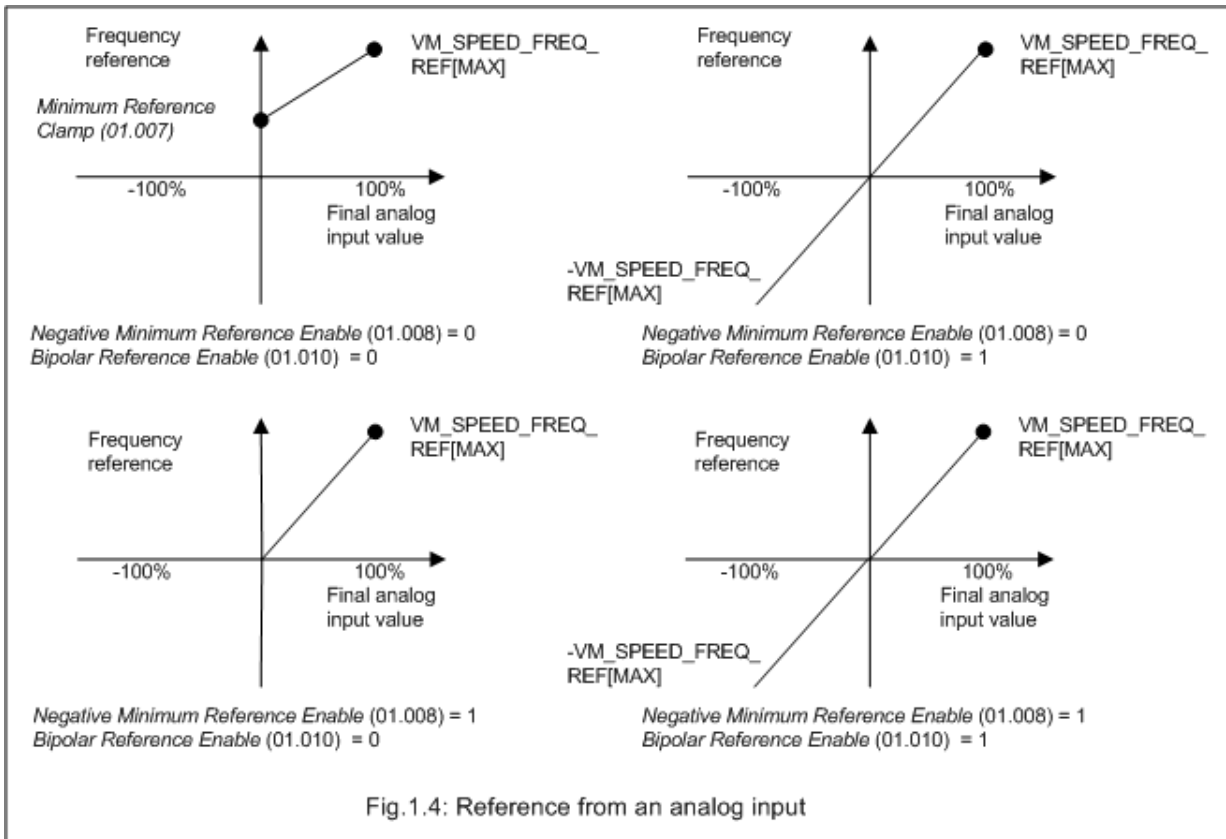 Frequency
reference
VM_SPEED_FREQ_
REF[MAX]
Minimum Reference
Clamp (01.007)
-100%
100%
Final analog
input value
Negative Minimum Reference Enable (01.008) = 0
Bipolar Reference Enable (01.010) = 0
Frequency
reference
VM_SPEED_FREQ_
REF[MAX]
-100%
100%
Final analog
input value
-VM_SPEED_FREQ_
REF[MAX]
Negative Minimum Reference Enable (01.008) = 0
Bipolar Reference Enable (01.010) = 1
Frequency
reference
VM_SPEED_FREQ_
REF[MAX]
-100%
100%
Final analog
input value
Negative Minimum Reference Enable (01.008) = 1
Bipolar Reference Enable (01.010) = 0
Frequency
reference
VM_SPEED_FREQ_
REF[MAX]
-100%
100%
Final analog
input value
-VM_SPEED_FREQ_
REF[MAX]
Negative Minimum Reference Enable (01.008) = 1
Bipolar Reference Enable (01.010) = 1
Fig.1.4: Reference from an analog input